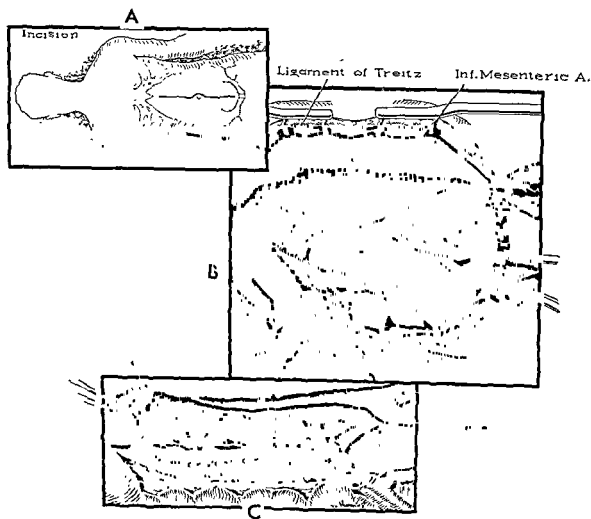 A
Incision
Ligament of Treitz
Inf. Mesenteric A.
B
C